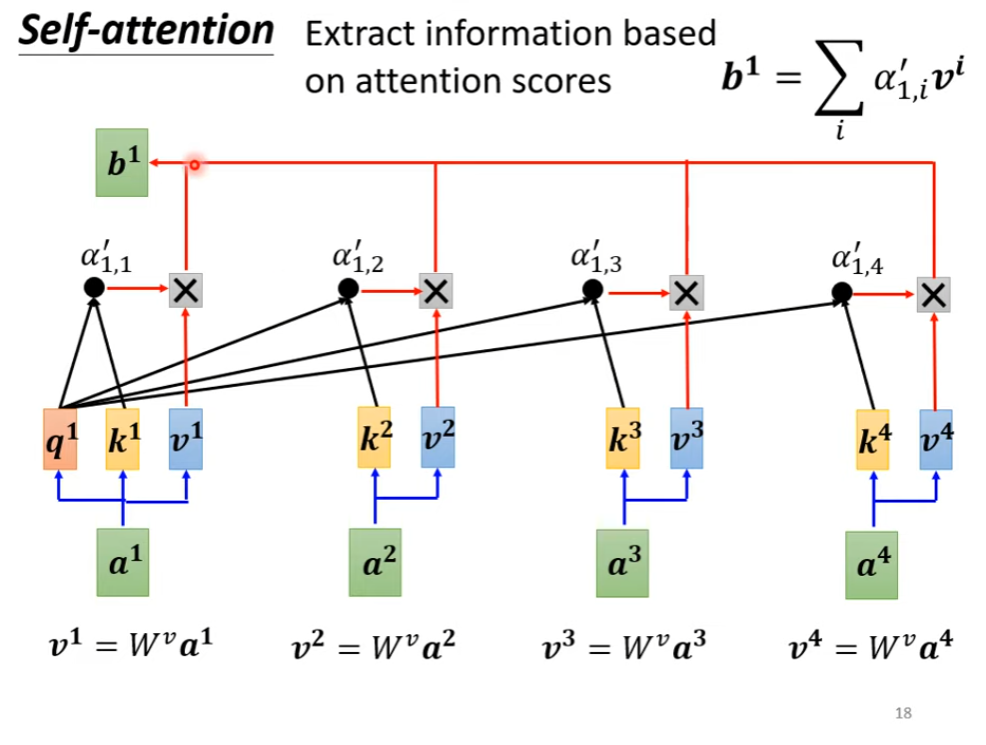 Self-attention
Extract information based
on attention scores
b¹ = ∑ α′₁,ᵢvⁱ
i
b¹
α′₁,₁ α′₁,₂ α′₁,₃ α′₁,₄
q¹ k¹ v¹ k² v² k³ v³ k⁴ v⁴
a¹ a² a³ a⁴
v¹ = Wᵛa¹ v² = Wᵛa² v³ = Wᵛa³ v⁴ = Wᵛa⁴
18